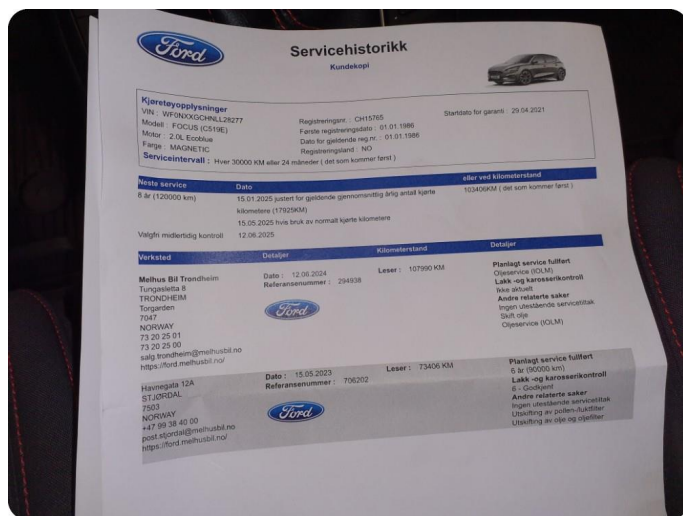 Ford
Servicehistorikk
Kundekopi
Kjøretøyopplysninger
VIN : WF0NXXGCHNLL28277
Modell : FOCUS (C519E)
Motor : 2.0L Ecoblue
Farge : MAGNETIC
Registreringsnr. : CH15765
Første registreringsdato : 01.01.1986
Dato for gjeldende reg.nr. : 01.01.1986
Registreringsland : NO
Startdato for garanti : 29.04.2021
Serviceintervall : Hver 30000 KM eller 24 måneder ( det som kommer først )
Neste service Dato eller ved kilometerstand
8 år (120000 km) 15.01.2025 justert for gjeldende gjennomsnittlig årlig antall kjørte 103406KM ( det som kommer først )
kilometere (17925KM)
15.05.2025 hvis bruk av normalt kjørte kilometere
Valgfri midlertidig kontroll 12.06.2025
Verksted Detaljer Kilometerstand Detaljer
Melhus Bil Trondheim
Tungasletta 8
TRONDHEIM
Torgarden
7047
NORWAY
73 20 25 01
73 20 25 00
salg.trondheim@melhusbil.no
https://ford.melhusbil.no/
Dato : 12.06.2024
Referansenummer : 294938
Ford
Leser : 107990 KM
Planlagt service fullført
Oljeservice (IOLM)
Lakk -og karosserikontroll
Ikke aktuelt
Andre relaterte saker
Ingen utestående servicetiltak
Skift olje
Oljeservice (IOLM)
Havnegata 12A
STJØRDAL
7503
NORWAY
+47 99 38 40 00
post.stjordal@melhusbil.no
https://ford.melhusbil.no/
Dato : 15.05.2023
Referansenummer : 706202
Ford
Leser : 73406 KM
Planlagt service fullført
6 år (90000 km)
Lakk -og karosserikontroll
6 - Godkjent
Andre relaterte saker
Ingen utestående servicetiltak
Utskifting av pollen-/luktfilter
Utskifting av olje og oljefilter